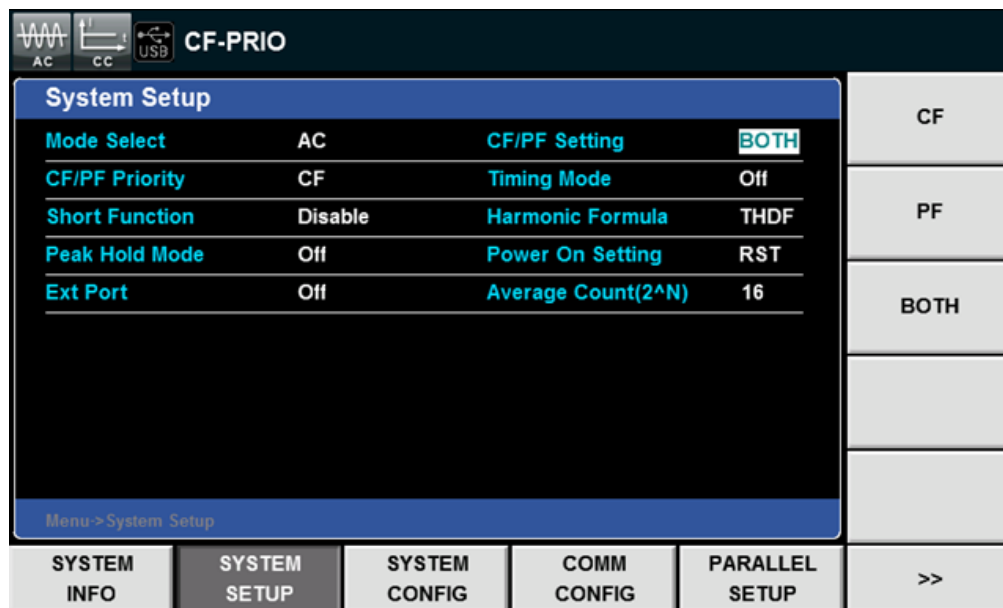 AC CC USB CF-PRIO
System Setup
Mode Select AC CF/PF Setting BOTH
CF/PF Priority CF Timing Mode Off
Short Function Disable Harmonic Formula THDF
Peak Hold Mode Off Power On Setting RST
Ext Port Off Average Count(2^N) 16
Menu->System Setup
CF
PF
BOTH
SYSTEM INFO
SYSTEM SETUP
SYSTEM CONFIG
COMM CONFIG
PARALLEL SETUP
>>